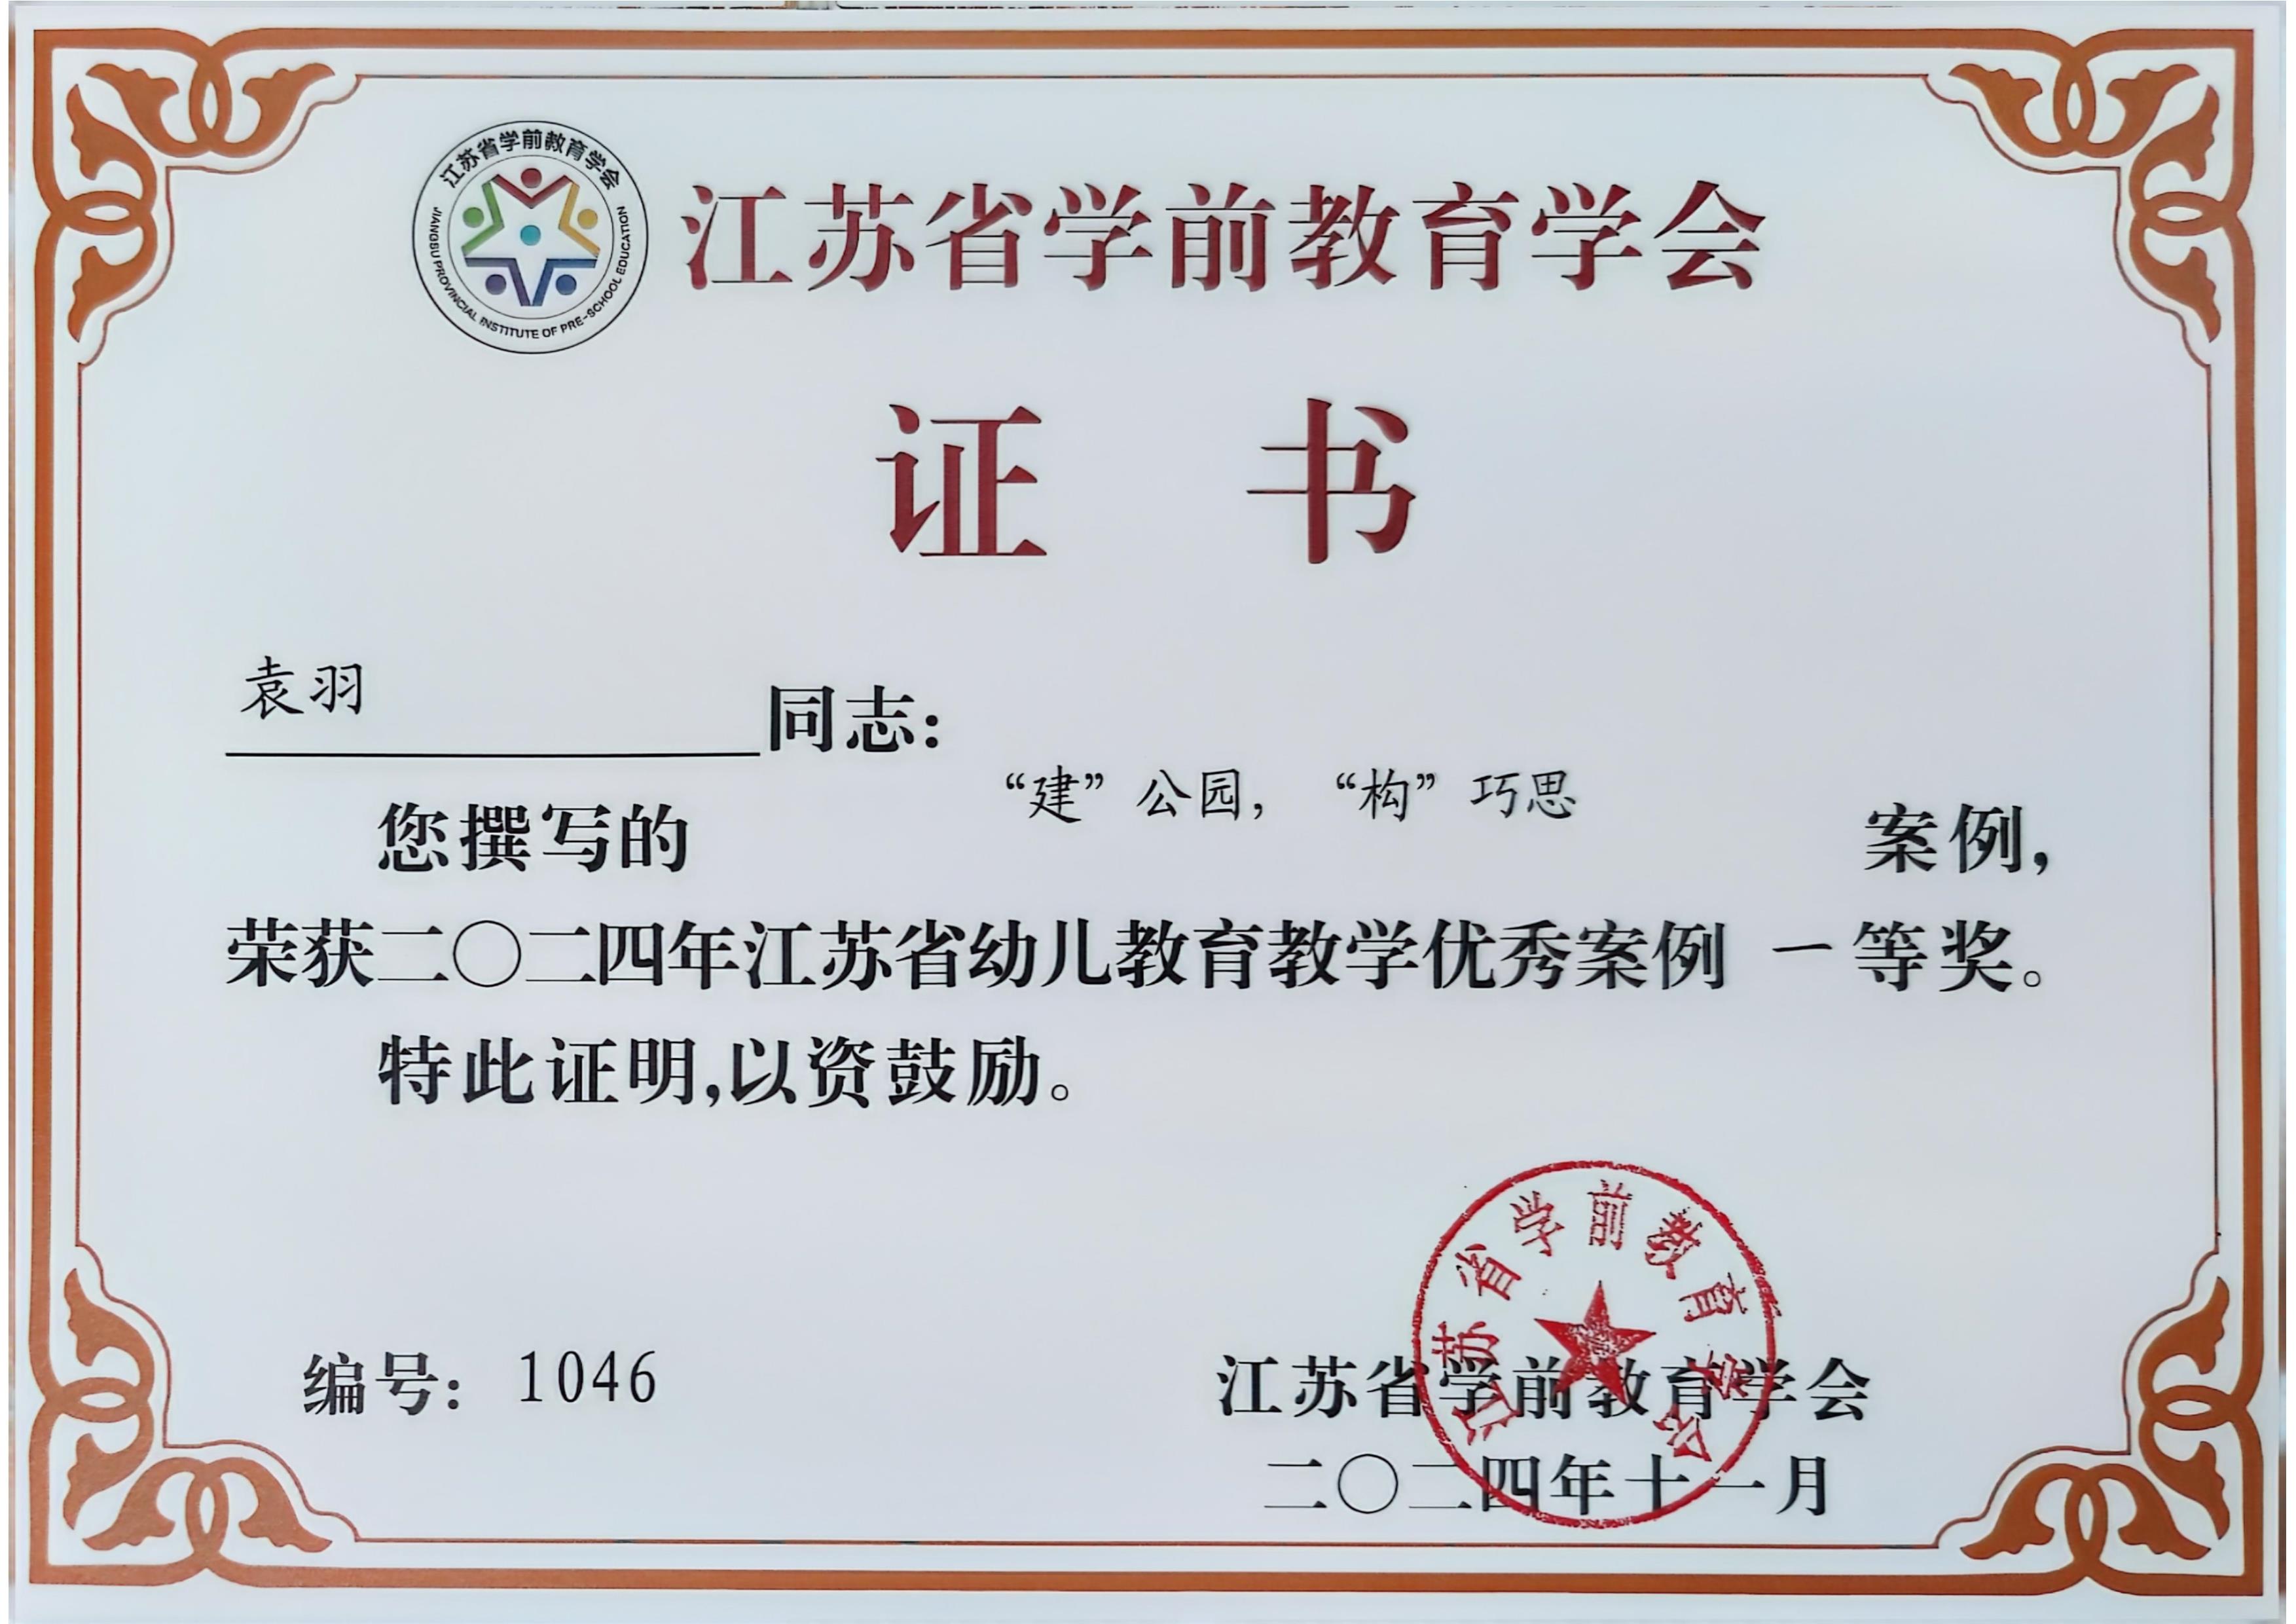 江苏省学前教育学会
JIANGSU PROVINCIAL INSTITUTE OF PRE-SCHOOL EDUCATION
江苏省学前教育学会
证 书
袁羽 同志：
您撰写的 “建”公园，“构”巧思 案例，
荣获二〇二四年江苏省幼儿教育教学优秀案例 一等奖。
特此证明，以资鼓励。
编号： 1046
江苏省学前教育学会
二〇二四年十一月
江苏省学前教育学会